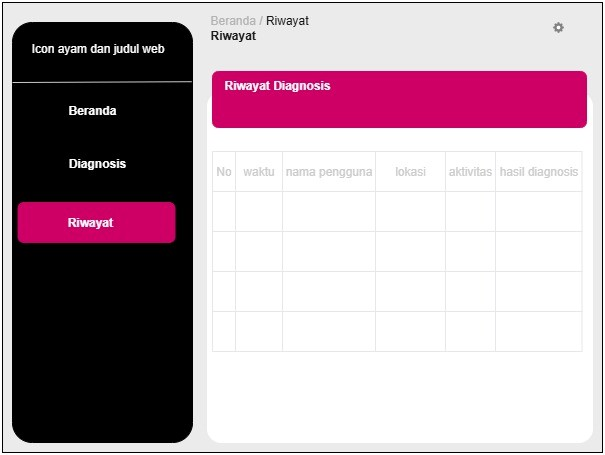 Icon ayam dan judul web
Beranda
Diagnosis
Riwayat
Beranda / Riwayat
Riwayat
Riwayat Diagnosis
No waktu nama pengguna lokasi aktivitas hasil diagnosis